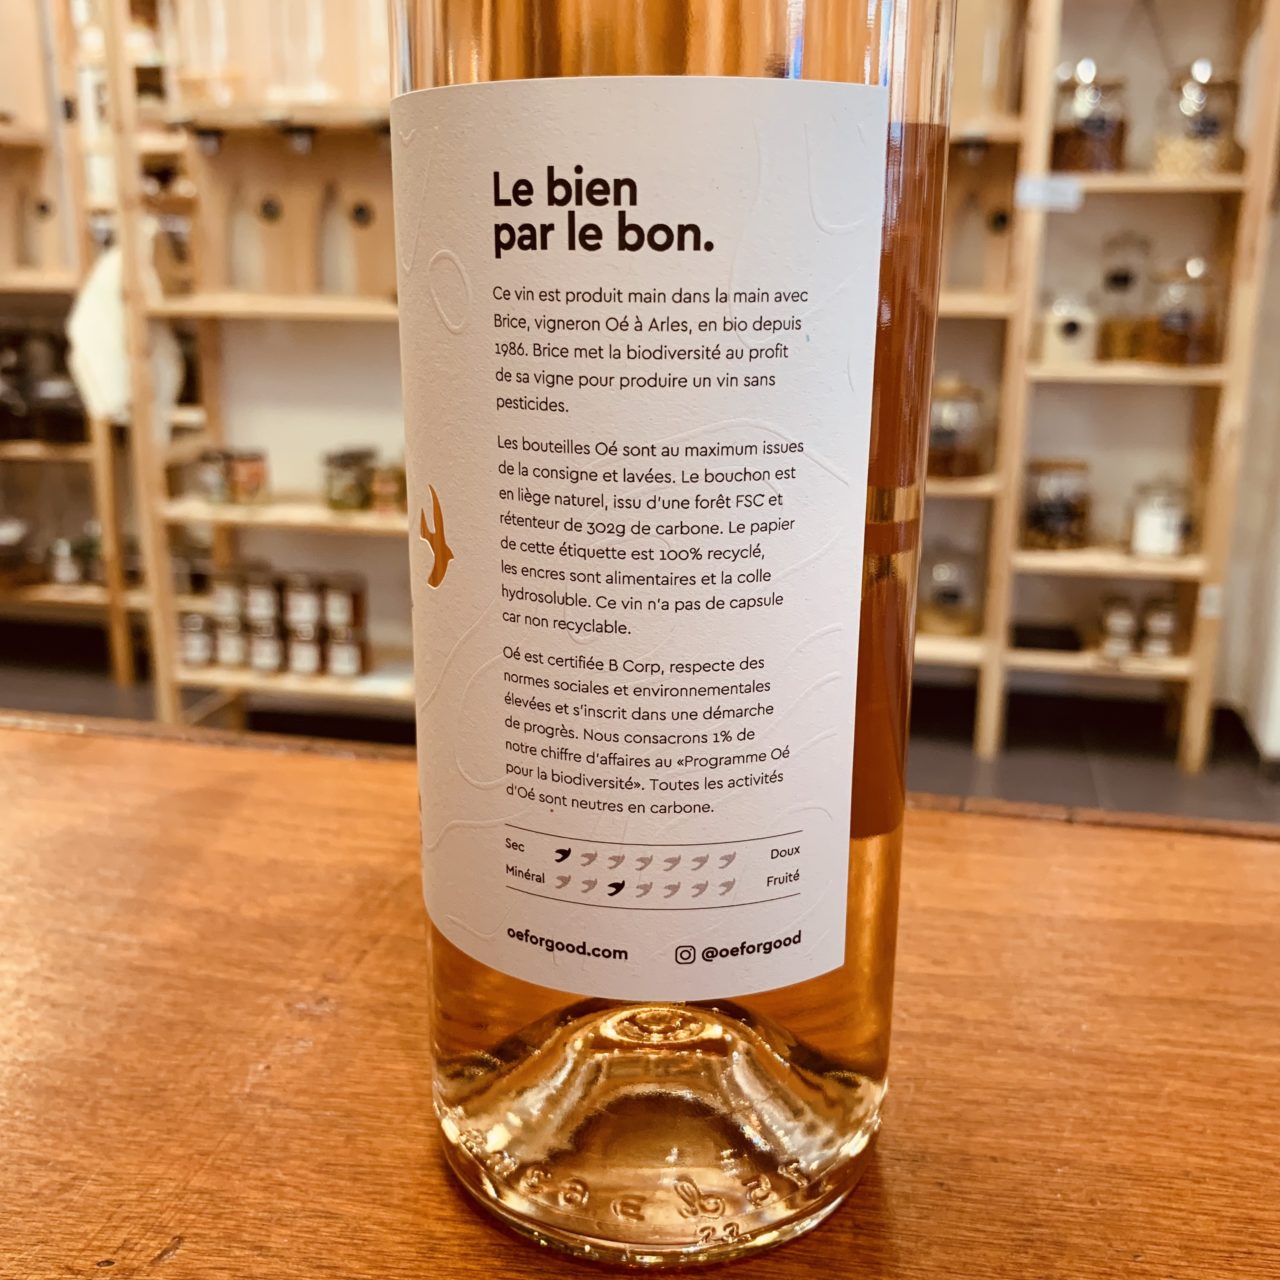 Le bien
par le bon.
Ce vin est produit main dans la main avec
Brice, vigneron Oé à Arles, en bio depuis
1986. Brice met la biodiversité au profit
de sa vigne pour produire un vin sans
pesticides.
Les bouteilles Oé sont au maximum issues
de la consigne et lavées. Le bouchon est
en liège naturel, issu d'une forêt FSC et
rétenteur de 302g de carbone. Le papier
de cette étiquette est 100% recyclé,
les encres sont alimentaires et la colle
hydrosoluble. Ce vin n'a pas de capsule
car non recyclable.
Oé est certifiée B Corp, respecte des
normes sociales et environnementales
élevées et s'inscrit dans une démarche
de progrès. Nous consacrons 1% de
notre chiffre d'affaires au «Programme Oé
pour la biodiversité». Toutes les activités
d'Oé sont neutres en carbone.
Sec Doux
Minéral Fruité
oeforgood.com @oeforgood